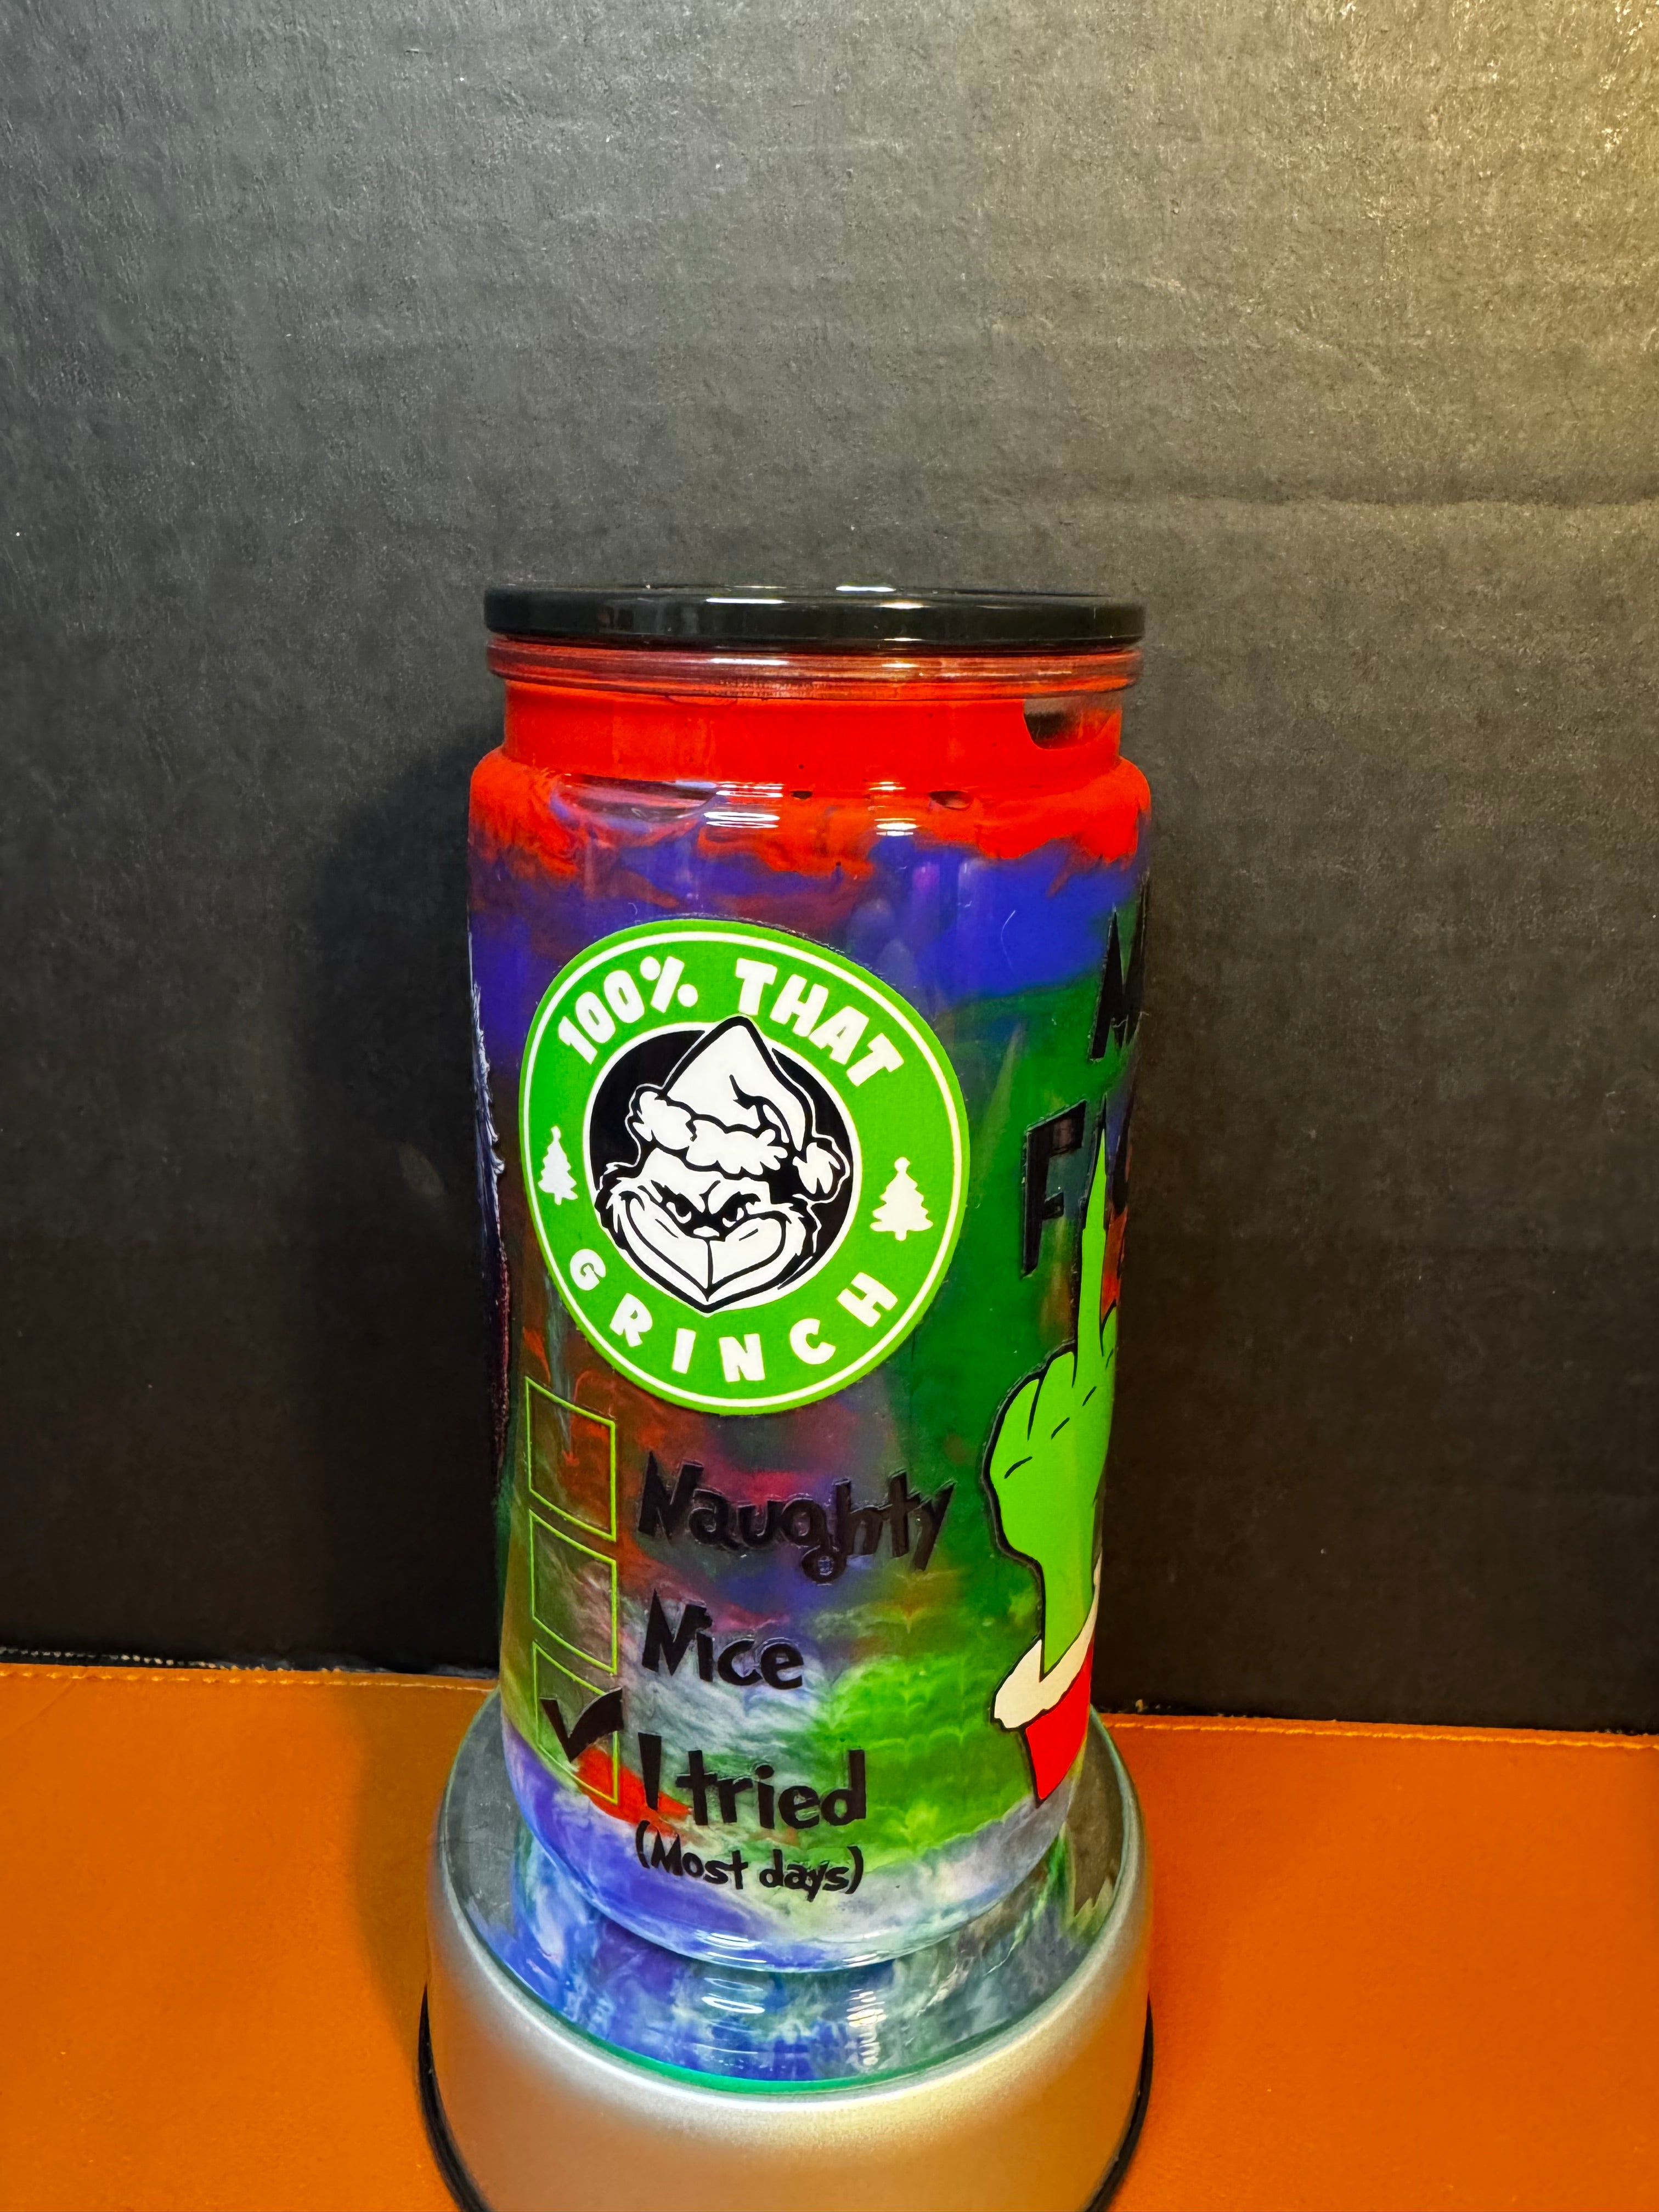 100% THAT
GRINCH
Naughty
Nice
I tried
(Most days)